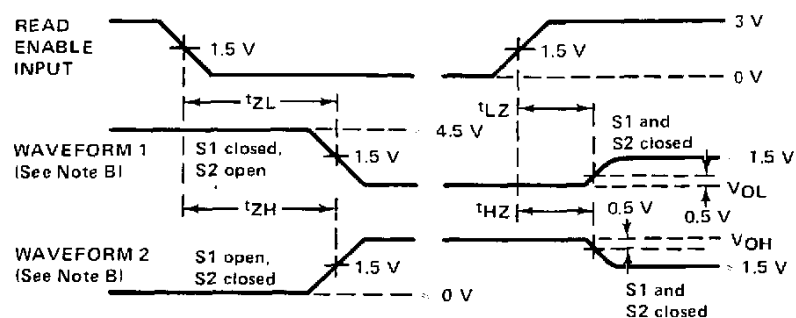 READ
ENABLE
INPUT
1.5 V
1.5 V
3 V
0 V
tZL
tLZ
WAVEFORM 1
(See Note B)
S1 closed,
S2 open
4.5 V
1.5 V
S1 and
S2 closed
1.5 V
VOL
0.5 V
tZH
tHZ
0.5 V
WAVEFORM 2
(See Note B)
S1 open,
S2 closed
1.5 V
≈ 0 V
VOH
≈ 1.5 V
S1 and
S2 closed